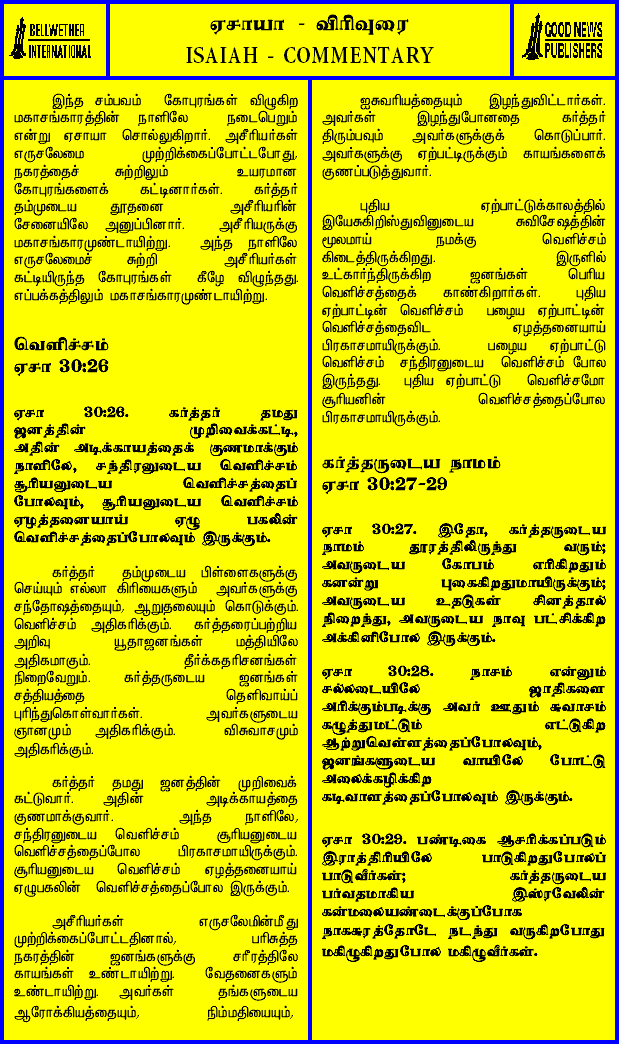 BELLWETHER
INTERNATIONAL
ஏசாயா - விரிவுரை
ISAIAH - COMMENTARY
GOOD NEWS
PUBLISHERS
இந்த சம்பவம் கோபுரங்கள் விழுகிற
மகாசங்காரத்தின் நாளிலே நடைபெறும்
என்று ஏசாயா சொல்லுகிறார். அசீரியர்கள்
எருசலேமை முற்றிக்கைப்போட்டபோது,
நகரத்தைச் சுற்றிலும் உயரமான
கோபுரங்களைக் கட்டினார்கள். கர்த்தர்
தம்முடைய தூதனை அசீரியரின்
சேனையிலே அனுப்பினார். அசீரியருக்கு
மகாசங்காரமுண்டாயிற்று. அந்த நாளிலே
எருசலேமைச் சுற்றி அசீரியர்கள்
கட்டியிருந்த கோபுரங்கள் கீழே விழுந்தது.
எப்பக்கத்திலும் மகாசங்காரமுண்டாயிற்று.
வெளிச்சம்
ஏசா 30:26
ஏசா 30:26. கர்த்தர் தமது
ஜனத்தின் முறிவைக்கட்டி,
அதின் அடிக்காயத்தைக் குணமாக்கும்
நாளிலே, சந்திரனுடைய வெளிச்சம்
சூரியனுடைய வெளிச்சத்தைப்
போலவும், சூரியனுடைய வெளிச்சம்
ஏழத்தனையாய் ஏழு பகலின்
வெளிச்சத்தைப்போலவும் இருக்கும்.
கர்த்தர் தம்முடைய பிள்ளைகளுக்கு
செய்யும் எல்லா கிரியைகளும் அவர்களுக்கு
சந்தோஷத்தையும், ஆறுதலையும் கொடுக்கும்.
வெளிச்சம் அதிகரிக்கும். கர்த்தரைப்பற்றிய
அறிவு யூதாஜனங்கள் மத்தியிலே
அதிகமாகும். தீர்க்கதரிசனங்கள்
நிறைவேறும். கர்த்தருடைய ஜனங்கள்
சத்தியத்தை தெளிவாய்ப்
புரிந்துகொள்வார்கள். அவர்களுடைய
ஞானமும் அதிகரிக்கும். விசுவாசமும்
அதிகரிக்கும்.
கர்த்தர் தமது ஜனத்தின் முறிவைக்
கட்டுவார். அதின் அடிக்காயத்தை
குணமாக்குவார். அந்த நாளிலே,
சந்திரனுடைய வெளிச்சம் சூரியனுடைய
வெளிச்சத்தைப்போல பிரகாசமாயிருக்கும்.
சூரியனுடைய வெளிச்சம் ஏழத்தனையாய்
ஏழுபகலின் வெளிச்சத்தைப்போல இருக்கும்.
அசீரியர்கள் எருசலேமின்மீது
முற்றிக்கைப்போட்டதினால், பரிசுத்த
நகரத்தின் ஜனங்களுக்கு சரீரத்திலே
காயங்கள் உண்டாயிற்று. வேதனைகளும்
உண்டாயிற்று. அவர்கள் தங்களுடைய
ஆரோக்கியத்தையும், நிம்மதியையும்,
ஐசுவரியத்தையும் இழந்துவிட்டார்கள்.
அவர்கள் இழந்துபோனதை கர்த்தர்
திரும்பவும் அவர்களுக்குக் கொடுப்பார்.
அவர்களுக்கு ஏற்பட்டிருக்கும் காயங்களைக்
குணப்படுத்துவார்.
புதிய ஏற்பாட்டுக்காலத்தில்
இயேசுகிறிஸ்துவினுடைய சுவிசேஷத்தின்
மூலமாய் நமக்கு வெளிச்சம்
கிடைத்திருக்கிறது. இருளில்
உட்கார்ந்திருக்கிற ஜனங்கள் பெரிய
வெளிச்சத்தைக் காண்கிறார்கள். புதிய
ஏற்பாட்டின் வெளிச்சம் பழைய ஏற்பாட்டின்
வெளிச்சத்தைவிட ஏழத்தனையாய்
பிரகாசமாயிருக்கும். பழைய ஏற்பாட்டு
வெளிச்சம் சந்திரனுடைய வெளிச்சம் போல
இருந்தது. புதிய ஏற்பாட்டு வெளிச்சமோ
சூரியனின் வெளிச்சத்தைப்போல
பிரகாசமாயிருக்கும்.
கர்த்தருடைய நாமம்
ஏசா 30:27-29
ஏசா 30:27. இதோ, கர்த்தருடைய
நாமம் தூரத்திலிருந்து வரும்;
அவருடைய கோபம் எரிகிறதும்
கனன்று புகைகிறதுமாயிருக்கும்;
அவருடைய உதடுகள் சினத்தால்
நிறைந்து, அவருடைய நாவு பட்சிக்கிற
அக்கினிபோல இருக்கும்.
ஏசா 30:28. நாசம் என்னும்
சல்லடையிலே ஜாதிகளை
அரிக்கும்படிக்கு அவர் ஊதும் சுவாசம்
கழுத்துமட்டும் எட்டுகிற
ஆற்றுவெள்ளத்தைப்போலவும்,
ஜனங்களுடைய வாயிலே போட்டு
அலைக்கழிக்கிற
கடிவாளத்தைப்போலவும் இருக்கும்.
ஏசா 30:29. பண்டிகை ஆசரிக்கப்படும்
இராத்திரியிலே பாடுகிறதுபோலப்
பாடுவீர்கள்; கர்த்தருடைய
பர்வதமாகிய இஸ்ரவேலின்
கன்மலையண்டைக்குப்போக
நாகசுரத்தோடே நடந்து வருகிறபோது
மகிழுகிறதுபோல மகிழுவீர்கள்.